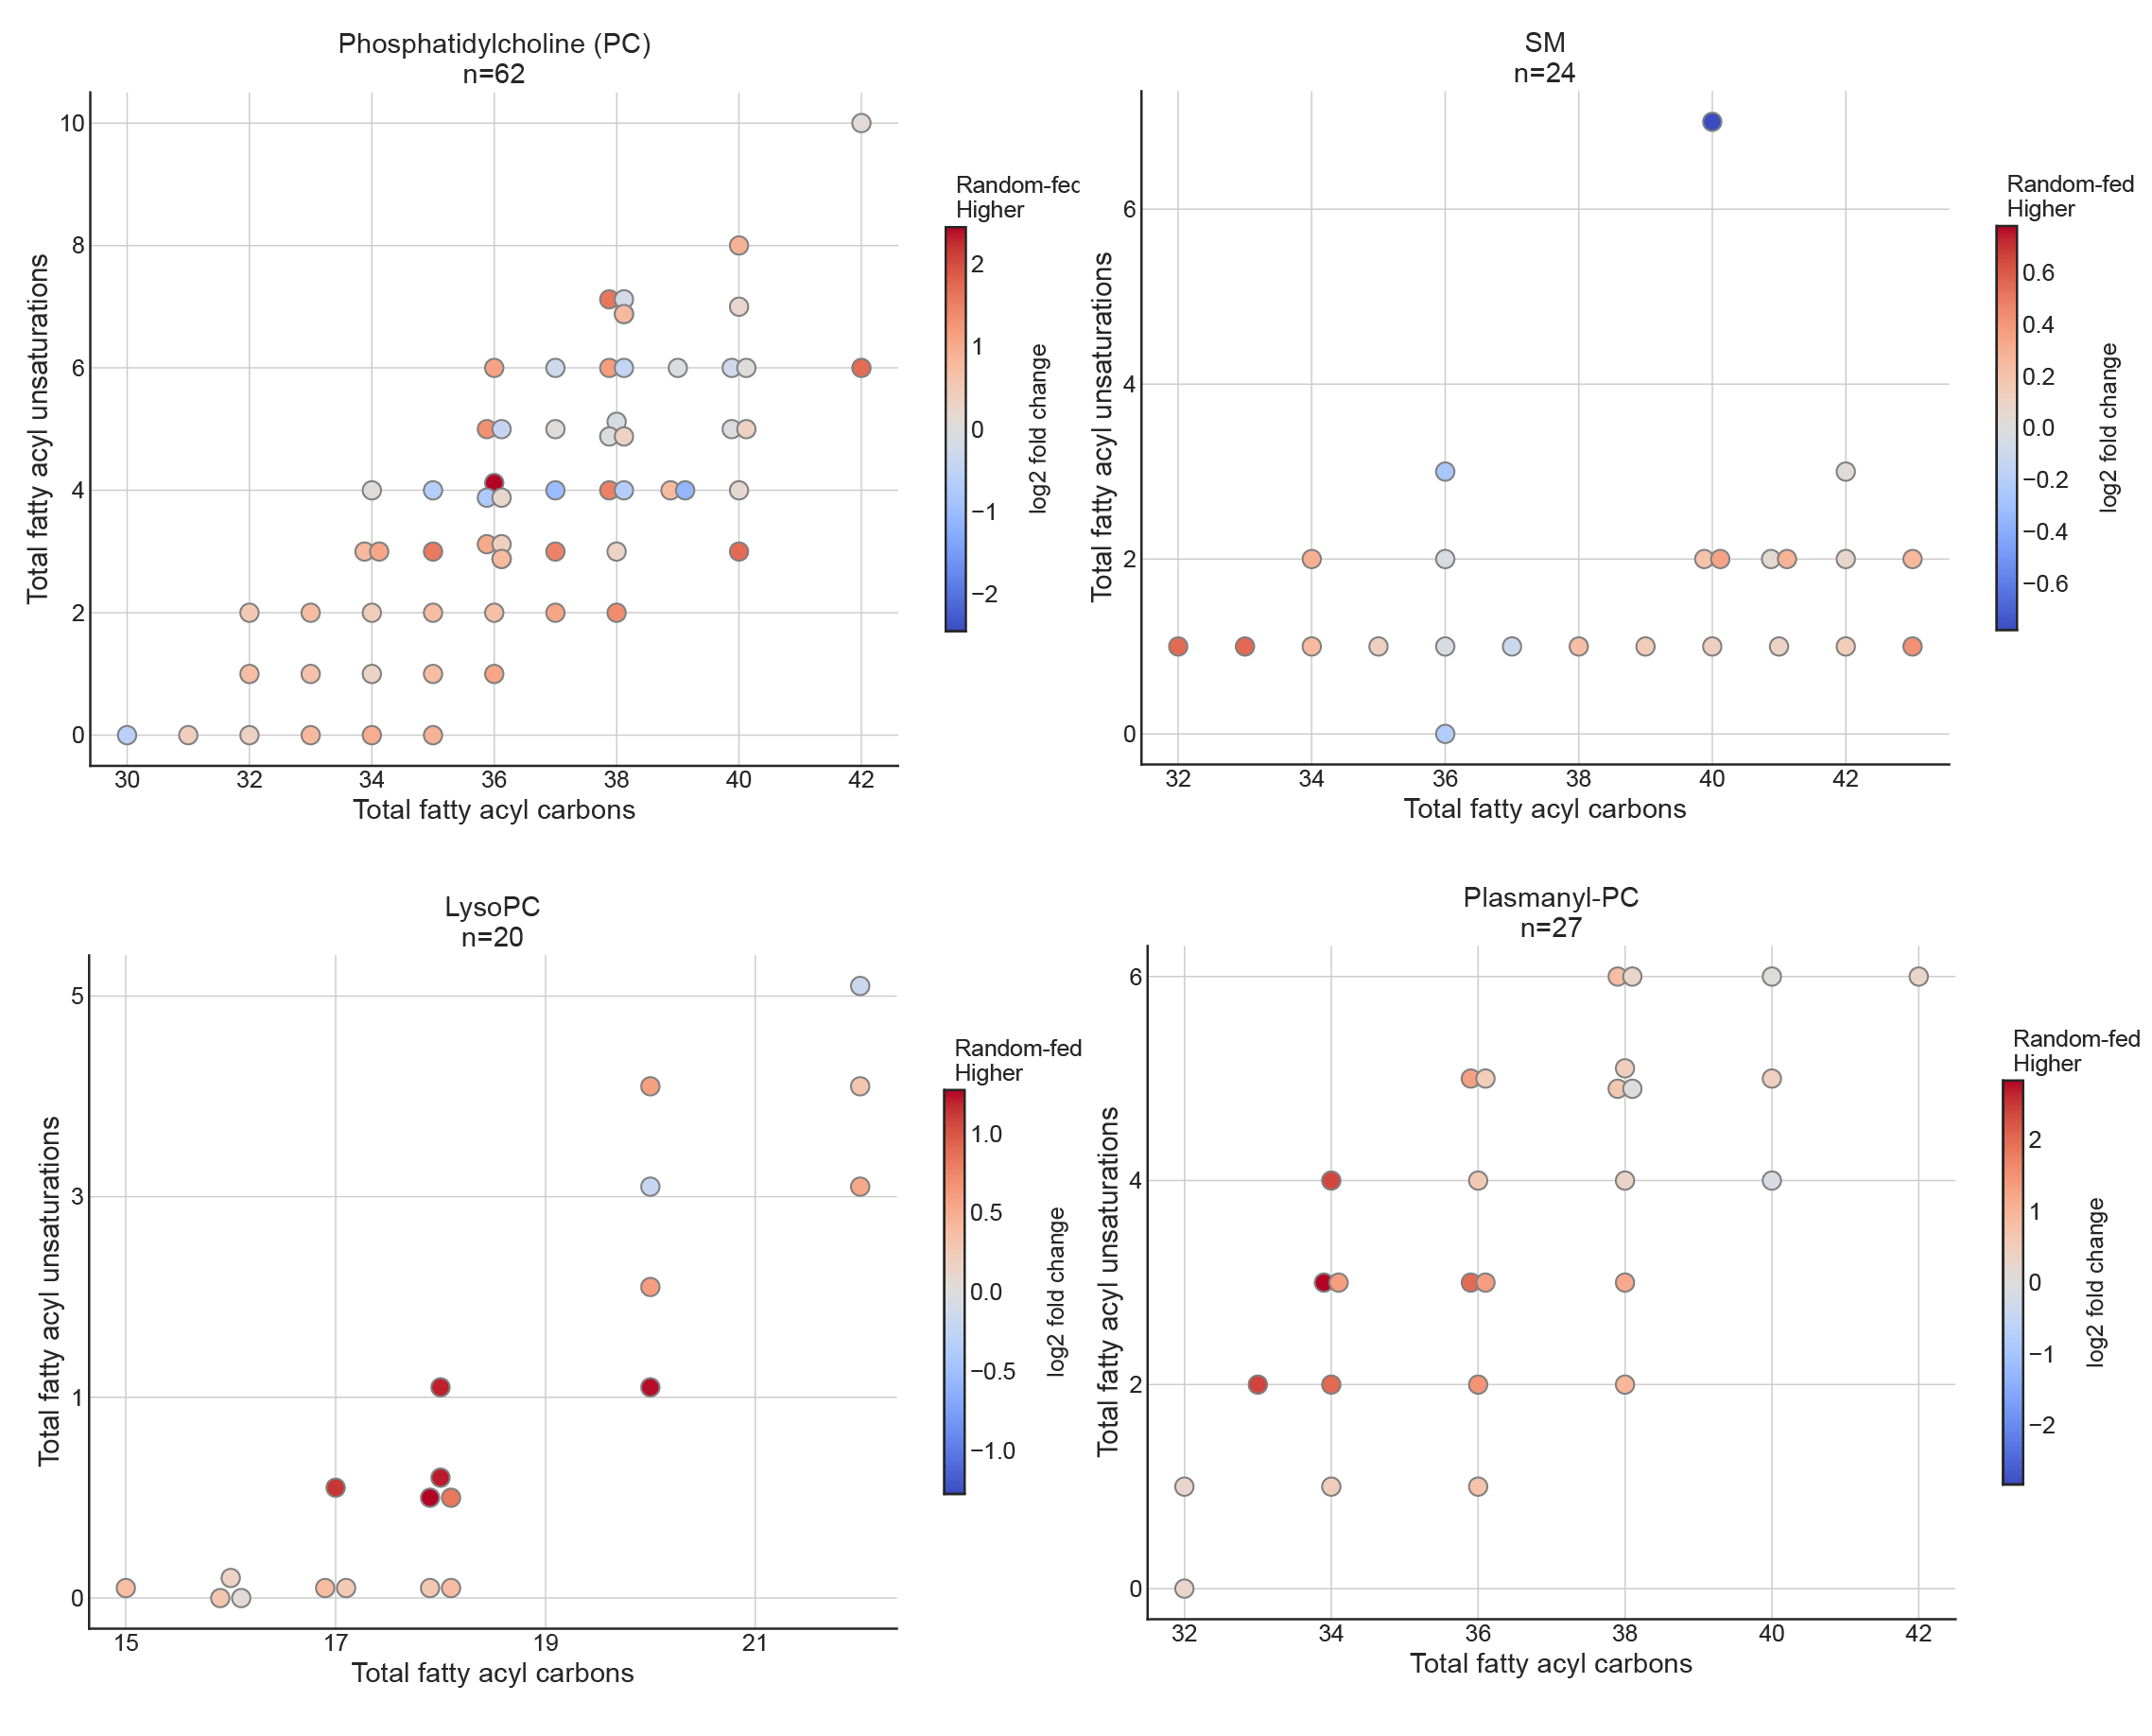 Phosphatidylcholine (PC)
n=62
10
8
6
4
2
0
Total fatty acyl unsaturations
30 32 34 36 38 40 42
Total fatty acyl carbons
Random-fed
Higher
2
1
0
−1
−2
log2 fold change
SM
n=24
6
4
2
0
Total fatty acyl unsaturations
32 34 36 38 40 42
Total fatty acyl carbons
Random-fed
Higher
0.6
0.4
0.2
0.0
−0.2
−0.4
−0.6
log2 fold change
LysoPC
n=20
5
3
1
0
Total fatty acyl unsaturations
15 17 19 21
Total fatty acyl carbons
Random-fed
Higher
1.0
0.5
0.0
−0.5
−1.0
log2 fold change
Plasmanyl-PC
n=27
6
4
2
0
Total fatty acyl unsaturations
32 34 36 38 40 42
Total fatty acyl carbons
Random-fed
Higher
2
1
0
−1
−2
log2 fold change